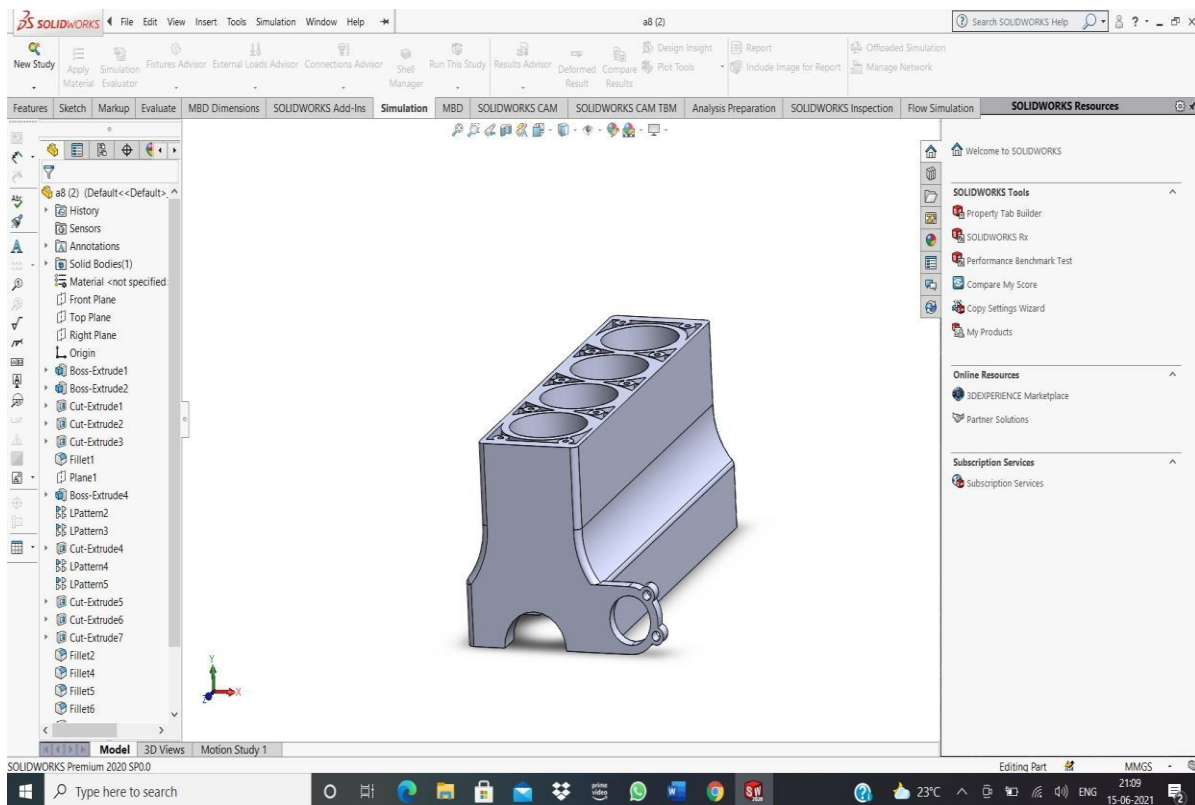 SOLIDWORKS File Edit View Insert Tools Simulation Window Help a8 (2) Search SOLIDWORKS Help
New Study
Apply Material
Simulation Evaluator
Fixtures Advisor
External Loads Advisor
Connections Advisor
Shell Manager
Run This Study
Results Advisor
Deformed Result
Compare Results
Design Insight
Plot Tools
Report
Include Image for Report
Offloaded Simulation
Manage Network
Features Sketch Markup Evaluate MBD Dimensions SOLIDWORKS Add-Ins Simulation MBD SOLIDWORKS CAM SOLIDWORKS CAM TBM Analysis Preparation SOLIDWORKS Inspection Flow Simulation SOLIDWORKS Resources
a8 (2) (Default<<Default>
History
Sensors
Annotations
Solid Bodies(1)
Material <not specified
Front Plane
Top Plane
Right Plane
Origin
Boss-Extrude1
Boss-Extrude2
Cut-Extrude1
Cut-Extrude2
Cut-Extrude3
Fillet1
Plane1
Boss-Extrude4
LPattern2
LPattern3
Cut-Extrude4
LPattern4
LPattern5
Cut-Extrude5
Cut-Extrude6
Cut-Extrude7
Fillet2
Fillet4
Fillet5
Fillet6
Y
X
Z
Welcome to SOLIDWORKS
SOLIDWORKS Tools
Property Tab Builder
SOLIDWORKS Rx
Performance Benchmark Test
Compare My Score
Copy Settings Wizard
My Products
Online Resources
3DEXPERIENCE Marketplace
Partner Solutions
Subscription Services
Subscription Services
Model 3D Views Motion Study 1
SOLIDWORKS Premium 2020 SP0.0 Editing Part MMGS
Type here to search
prime video
23°C ENG
21:09
15-06-2021